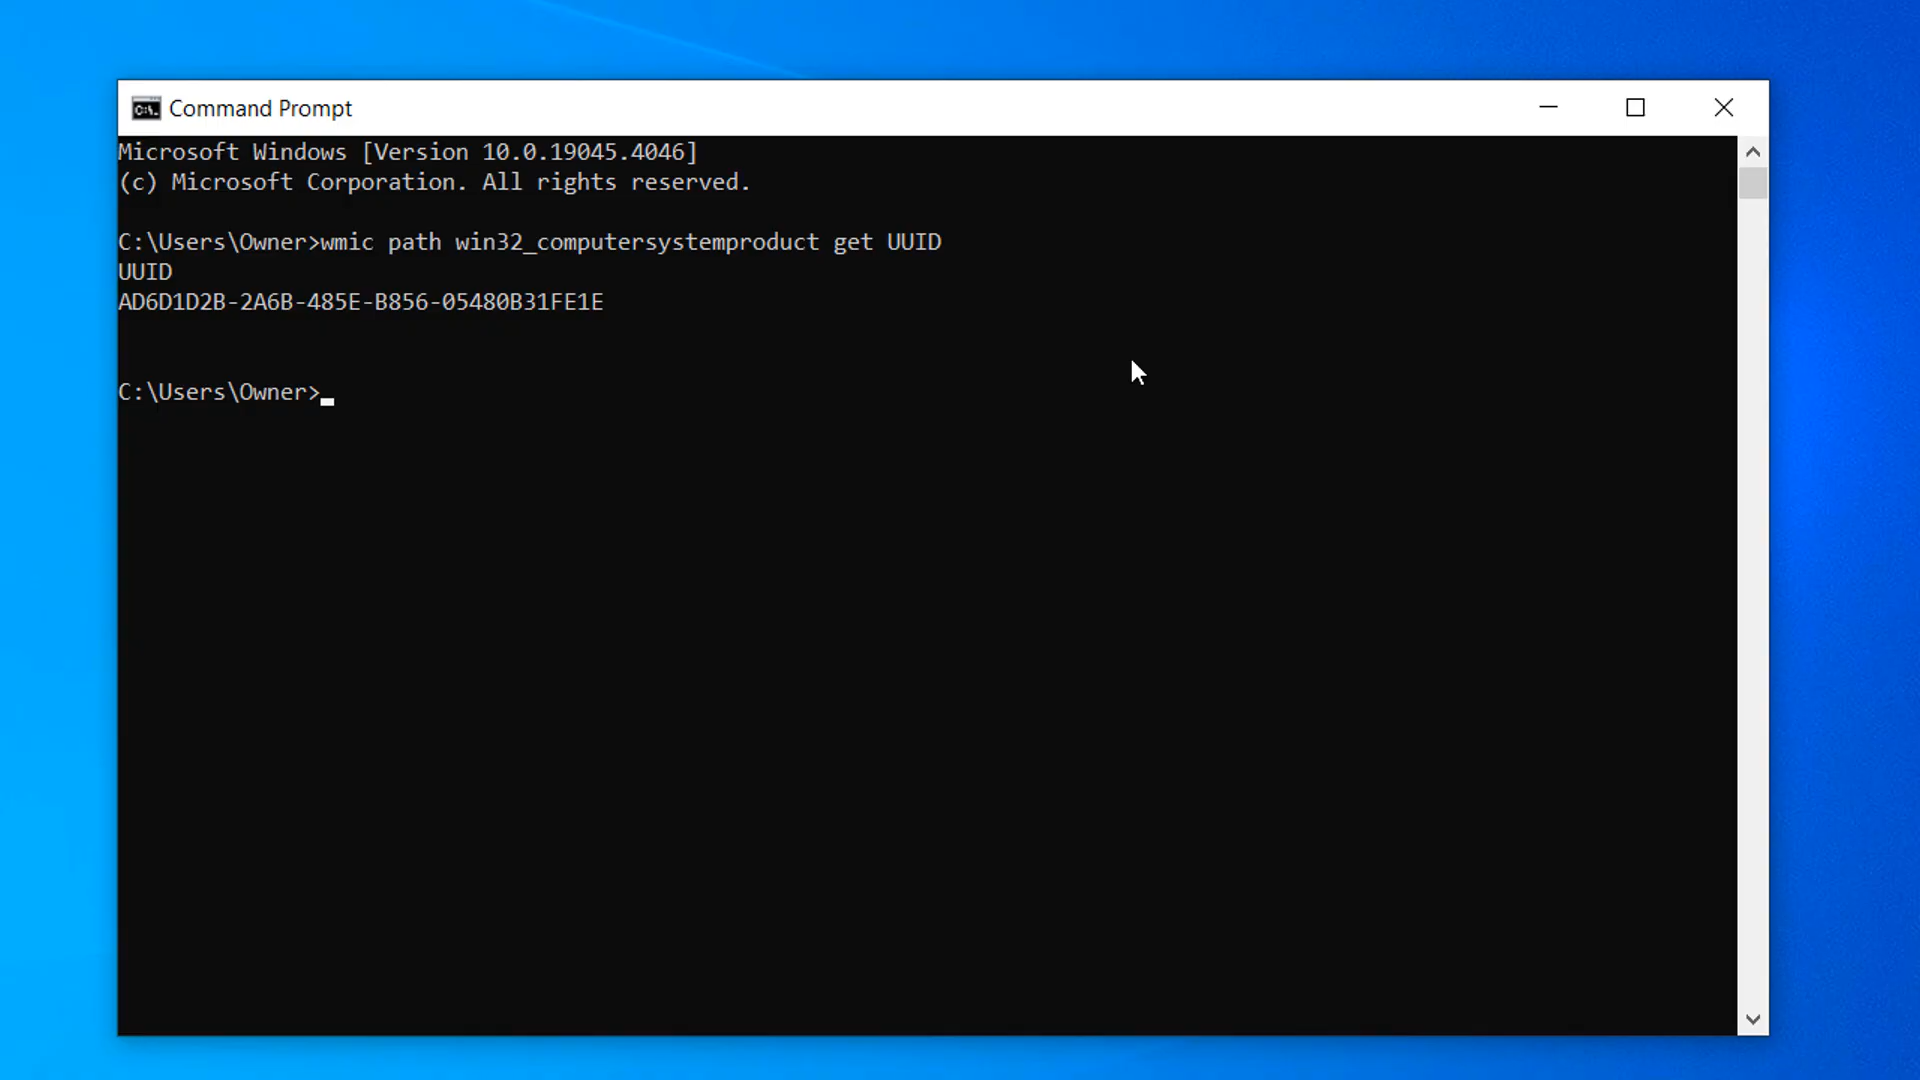 Command Prompt
Microsoft Windows [Version 10.0.19045.4046]
(c) Microsoft Corporation. All rights reserved.
C:\Users\Owner>wmic path win32_computersystemproduct get UUID
UUID
AD6D1D2B-2A6B-485E-B856-05480B31FE1E
C:\Users\Owner>